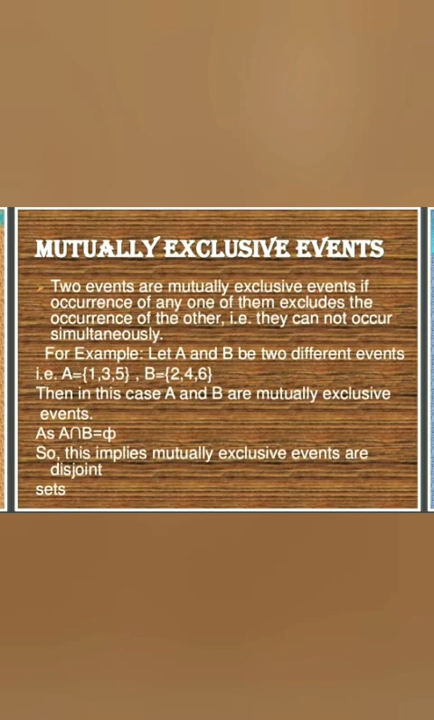 MUTUALLY EXCLUSIVE EVENTS
Two events are mutually exclusive events if
occurrence of any one of them excludes the
occurrence of the other, i.e. they can not occur
simultaneously.
For Example: Let A and B be two different events
i.e. A={1,3,5} , B={2,4,6}
Then in this case A and B are mutually exclusive
events.
As A∩B=ф
So, this implies mutually exclusive events are
disjoint
sets